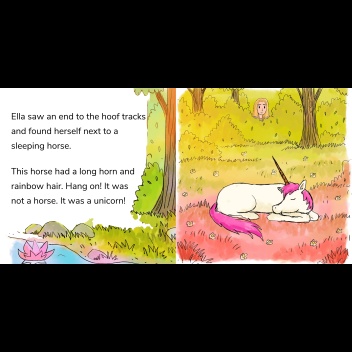 Ella saw an end to the hoof tracks
and found herself next to a
sleeping horse.
This horse had a long horn and
rainbow hair. Hang on! It was
not a horse. It was a unicorn!